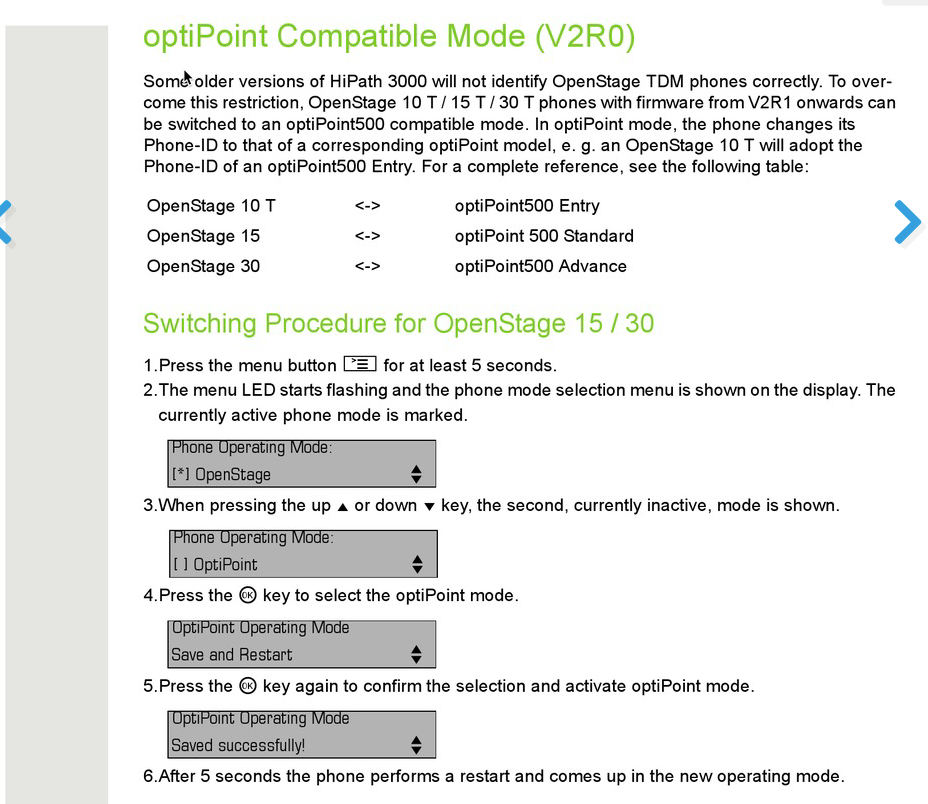 optiPoint Compatible Mode (V2R0)
Some older versions of HiPath 3000 will not identify OpenStage TDM phones correctly. To over-
come this restriction, OpenStage 10 T / 15 T / 30 T phones with firmware from V2R1 onwards can
be switched to an optiPoint500 compatible mode. In optiPoint mode, the phone changes its
Phone-ID to that of a corresponding optiPoint model, e. g. an OpenStage 10 T will adopt the
Phone-ID of an optiPoint500 Entry. For a complete reference, see the following table:
OpenStage 10 T <-> optiPoint500 Entry
OpenStage 15 <-> optiPoint 500 Standard
OpenStage 30 <-> optiPoint500 Advance
Switching Procedure for OpenStage 15 / 30
1.Press the menu button for at least 5 seconds.
2.The menu LED starts flashing and the phone mode selection menu is shown on the display. The
currently active phone mode is marked.
Phone Operating Mode:
[*] OpenStage
3.When pressing the up ▲ or down ▼ key, the second, currently inactive, mode is shown.
Phone Operating Mode:
[ ] OptiPoint
4.Press the OK key to select the optiPoint mode.
OptiPoint Operating Mode
Save and Restart
5.Press the OK key again to confirm the selection and activate optiPoint mode.
OptiPoint Operating Mode
Saved successfully!
6.After 5 seconds the phone performs a restart and comes up in the new operating mode.